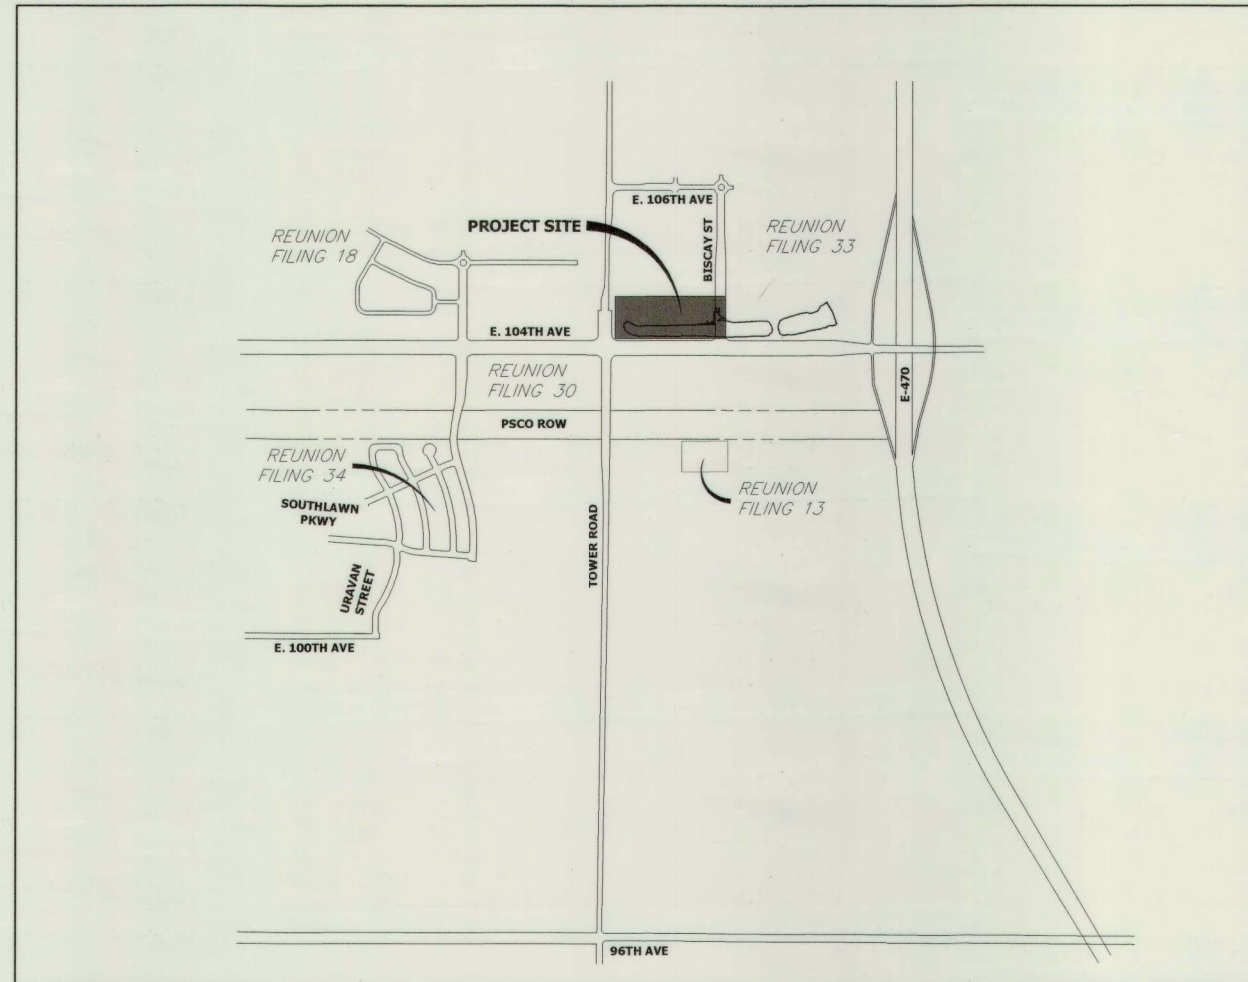 E. 106TH AVE
PROJECT SITE
REUNION
FILING 18
BISCAY ST
REUNION
FILING 33
E. 104TH AVE
REUNION
FILING 30
E-470
PSCO ROW
REUNION
FILING 34
SOUTHLAWN
PKWY
REUNION
FILING 13
TOWER ROAD
URAVAN
STREET
E. 100TH AVE
96TH AVE